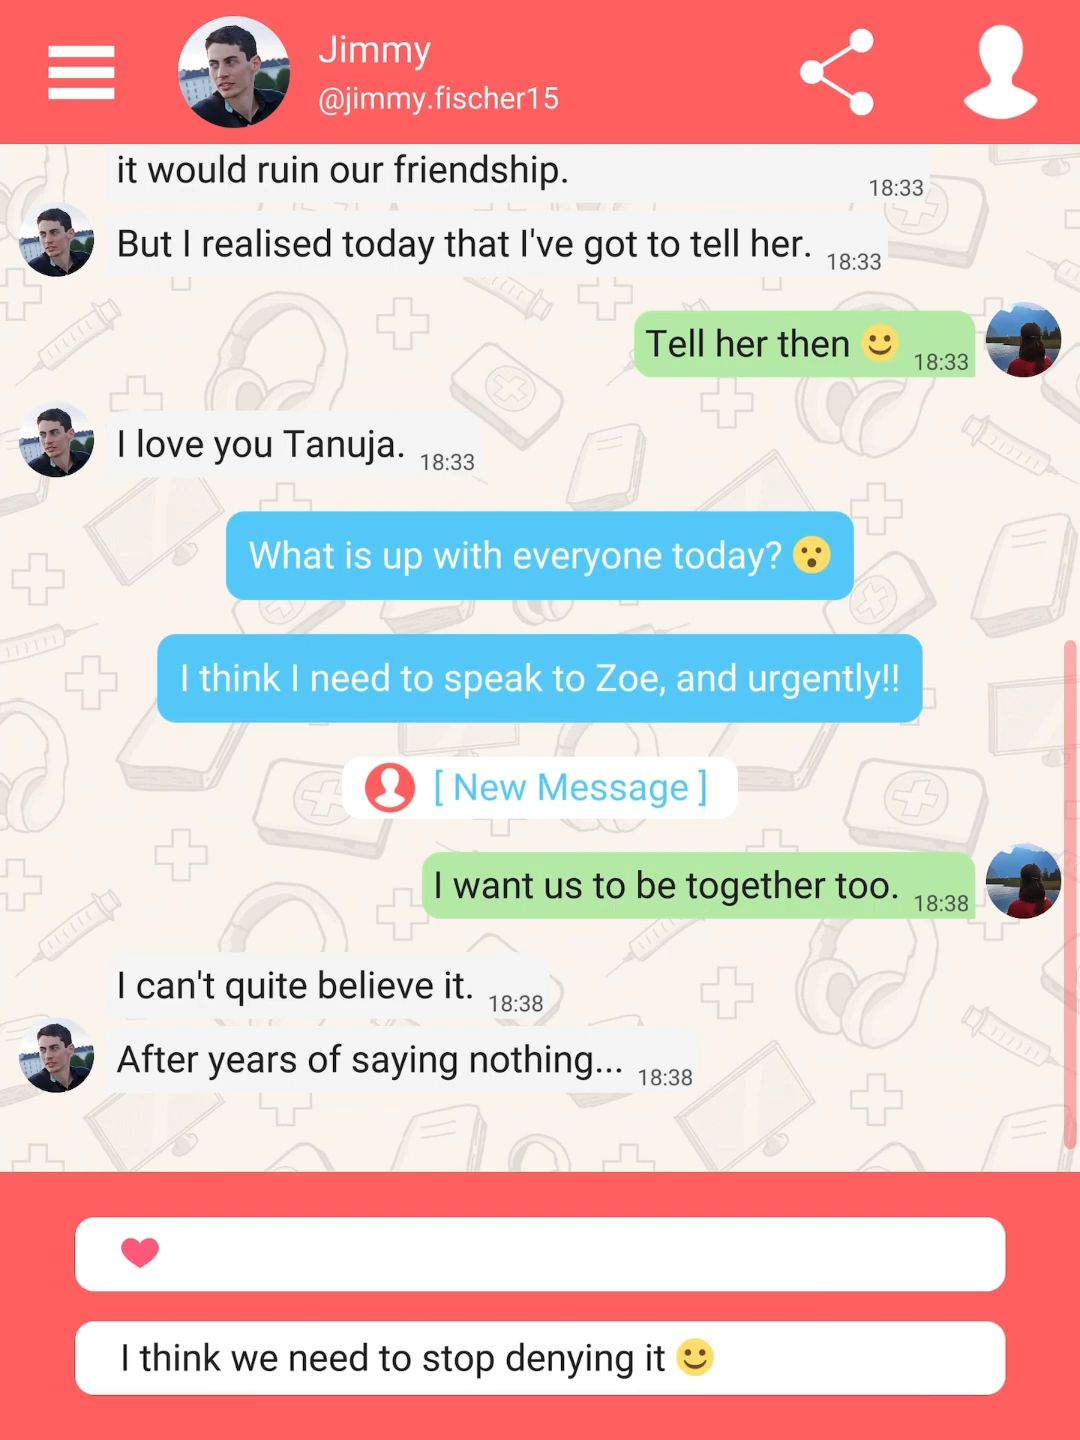 Jimmy
@jimmy.fischer15
it would ruin our friendship.
18:33
But I realised today that I've got to tell her.
18:33
Tell her then 🙂
18:33
I love you Tanuja.
18:33
What is up with everyone today? 😮
I think I need to speak to Zoe, and urgently!!
[ New Message ]
I want us to be together too.
18:38
I can't quite believe it.
18:38
After years of saying nothing...
18:38
❤
I think we need to stop denying it 🙂